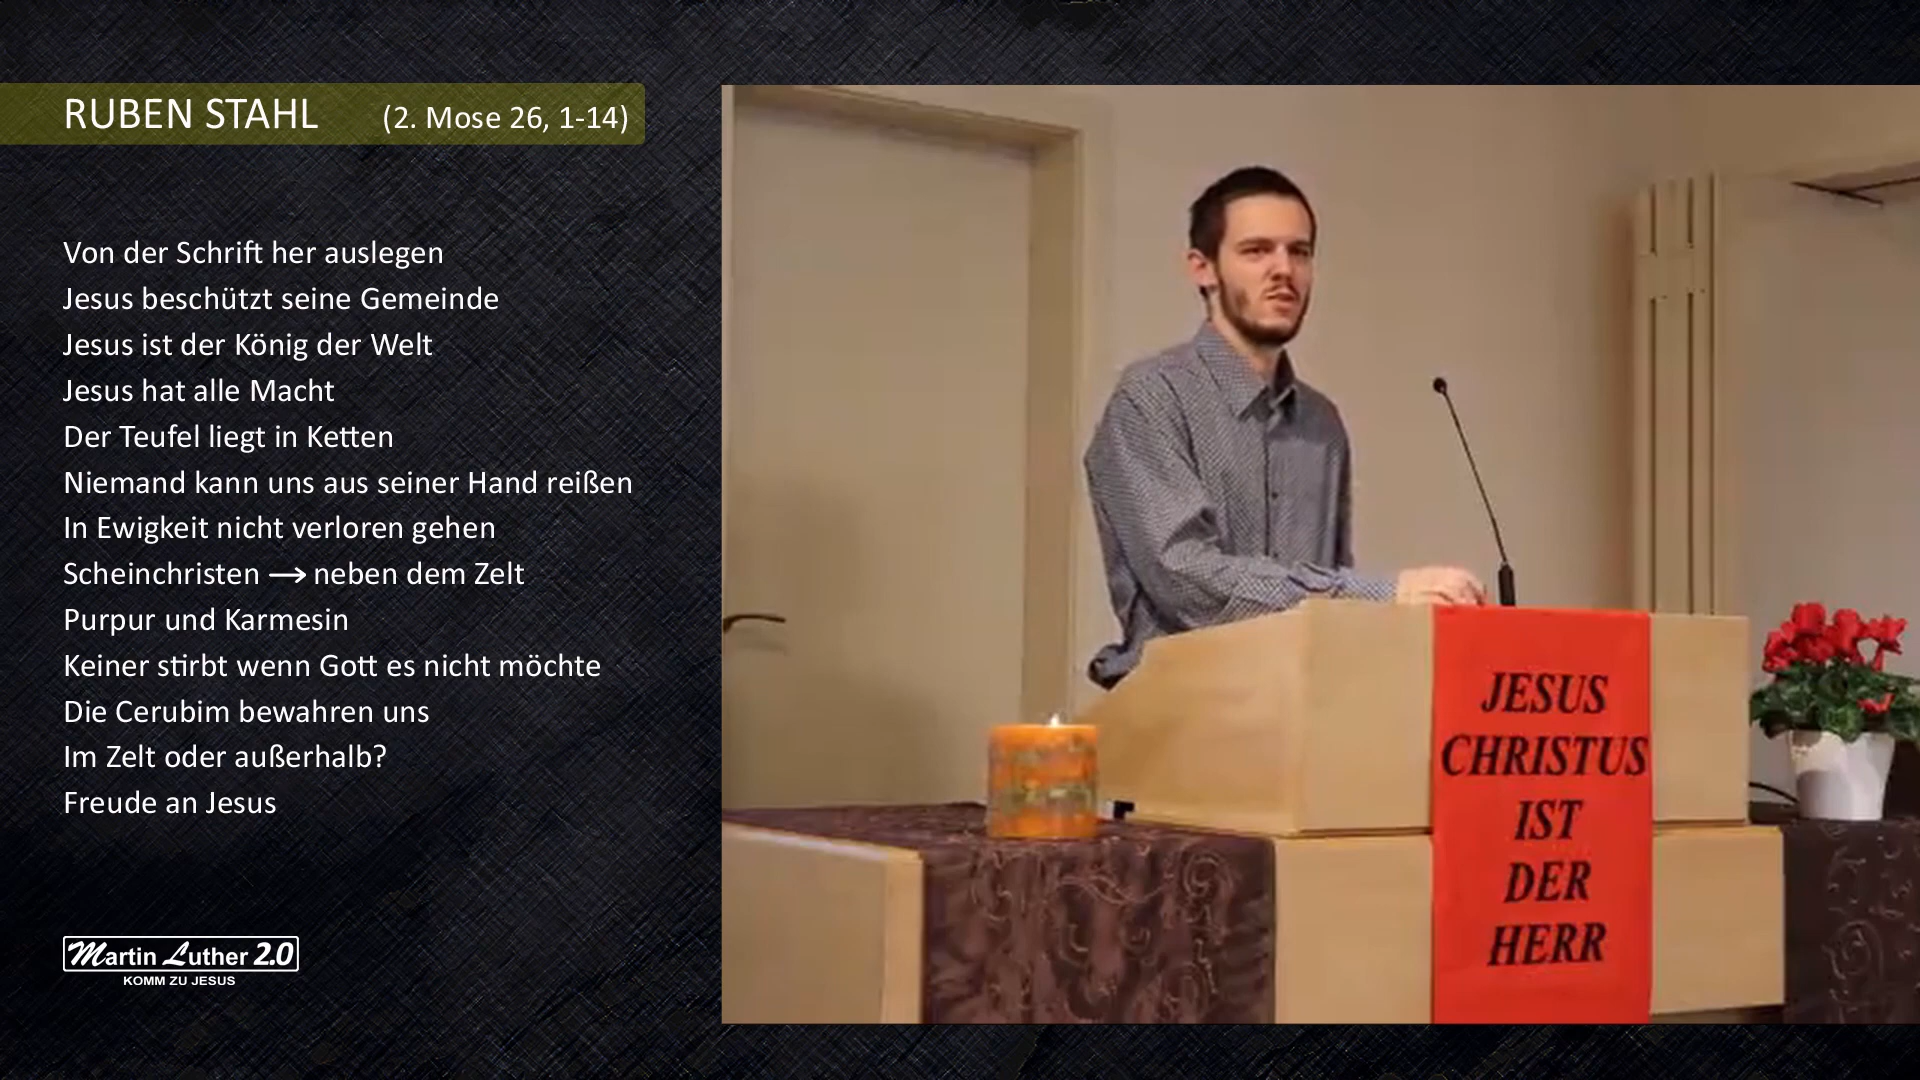 RUBEN STAHL (2. Mose 26, 1-14)
Von der Schrift her auslegen
Jesus beschützt seine Gemeinde
Jesus ist der König der Welt
Jesus hat alle Macht
Der Teufel liegt in Ketten
Niemand kann uns aus seiner Hand reißen
In Ewigkeit nicht verloren gehen
Scheinchristen → neben dem Zelt
Purpur und Karmesin
Keiner stirbt wenn Gott es nicht möchte
Die Cerubim bewahren uns
Im Zelt oder außerhalb?
Freude an Jesus
Martin Luther 2.0
KOMM ZU JESUS
JESUS
CHRISTUS
IST
DER
HERR